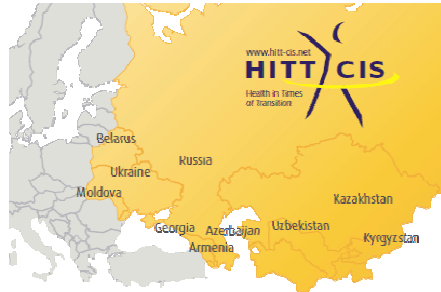 www.hitt-cis.net
HITT CIS
Health in Times
of Transition
Belarus
Russia
Ukraine
Moldova
Kazakhstan
Georgia
Azerbaijan
Uzbekistan
Kyrgyzstan
Armenia